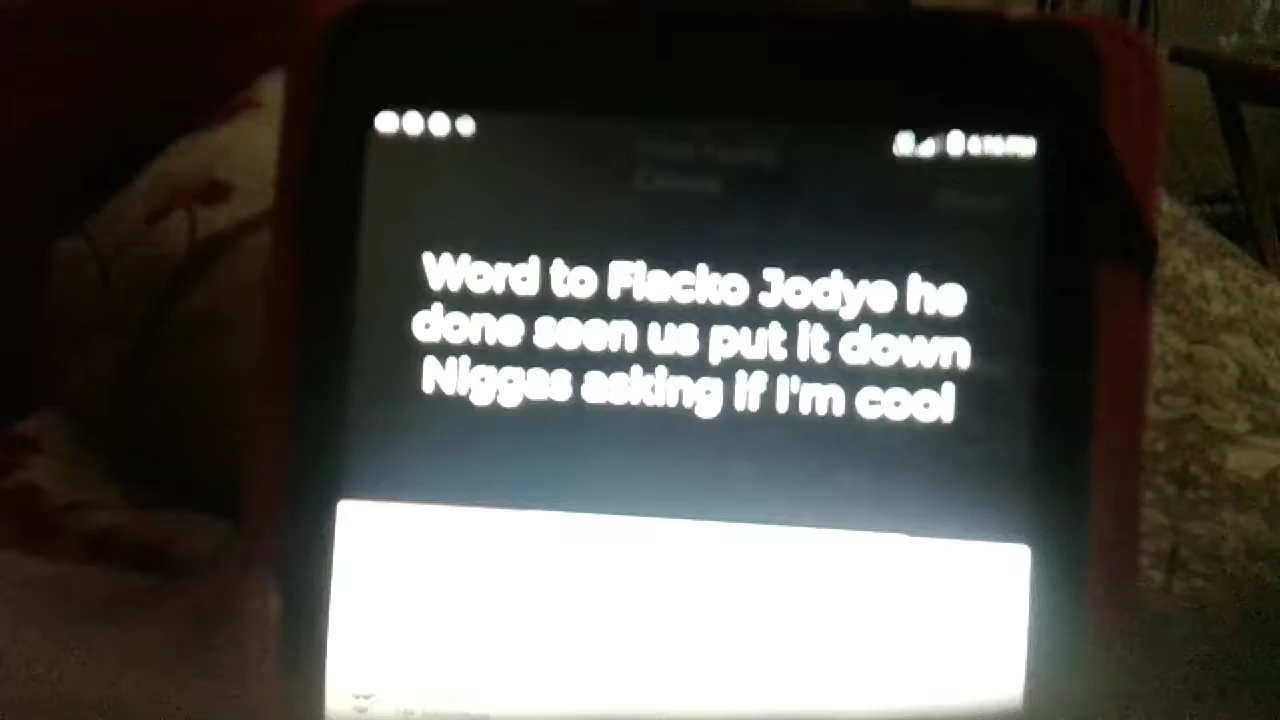 Word to Flacko Jodye he
done seen us put it down
Niggas asking if I'm cool